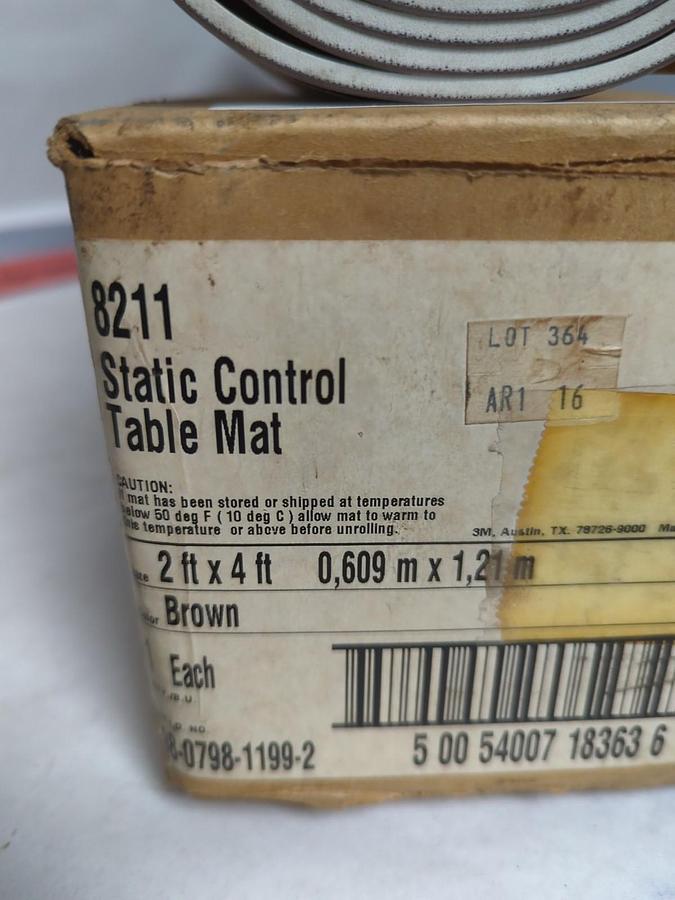 8211
Static Control
Table Mat
LOT 364
AR1 16
CAUTION:
If mat has been stored or shipped at temperatures
below 50 deg F ( 10 deg C ) allow mat to warm to
temperature or above before unrolling.
3M, Austin, TX. 78726-9000
2 ft x 4 ft 0,609 m x 1,21 m
Brown
1 Each
-0798-1199-2
5 00 54007 18363 6